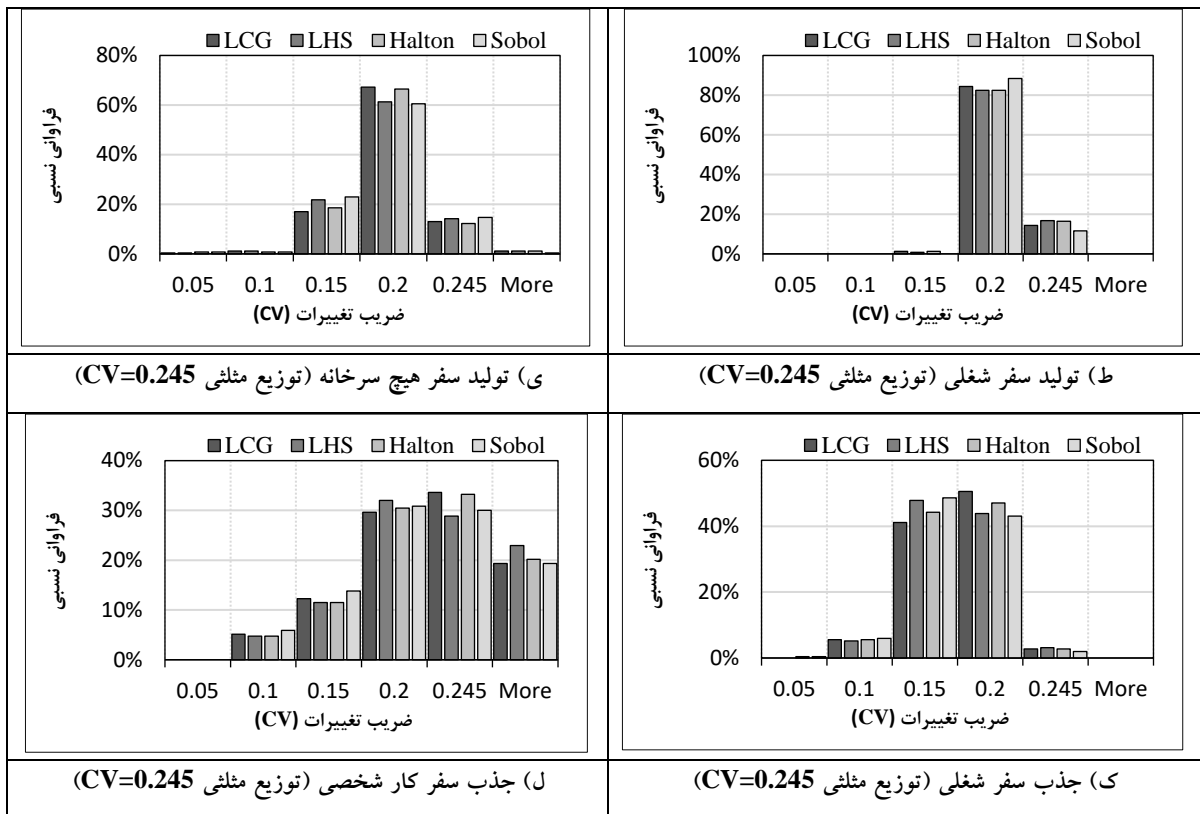 LCG LHS Halton Sobol
80%
60%
40%
20%
0%
فراوانی نسبی
0.05 0.1 0.15 0.2 0.245 More
ضریب تغییرات (CV)
ی) تولید سفر هیچ سرخانه (توزیع مثلثی CV=0.245)
LCG LHS Halton Sobol
100%
80%
60%
40%
20%
0%
فراوانی نسبی
0.05 0.1 0.15 0.2 0.245 More
ضریب تغییرات (CV)
ط) تولید سفر شغلی (توزیع مثلثی CV=0.245)
LCG LHS Halton Sobol
40%
30%
20%
10%
0%
فراوانی نسبی
0.05 0.1 0.15 0.2 0.245 More
ضریب تغییرات (CV)
ل) جذب سفر کار شخصی (توزیع مثلثی CV=0.245)
LCG LHS Halton Sobol
60%
40%
20%
0%
فراوانی نسبی
0.05 0.1 0.15 0.2 0.245 More
ضریب تغییرات (CV)
ک) جذب سفر شغلی (توزیع مثلثی CV=0.245)